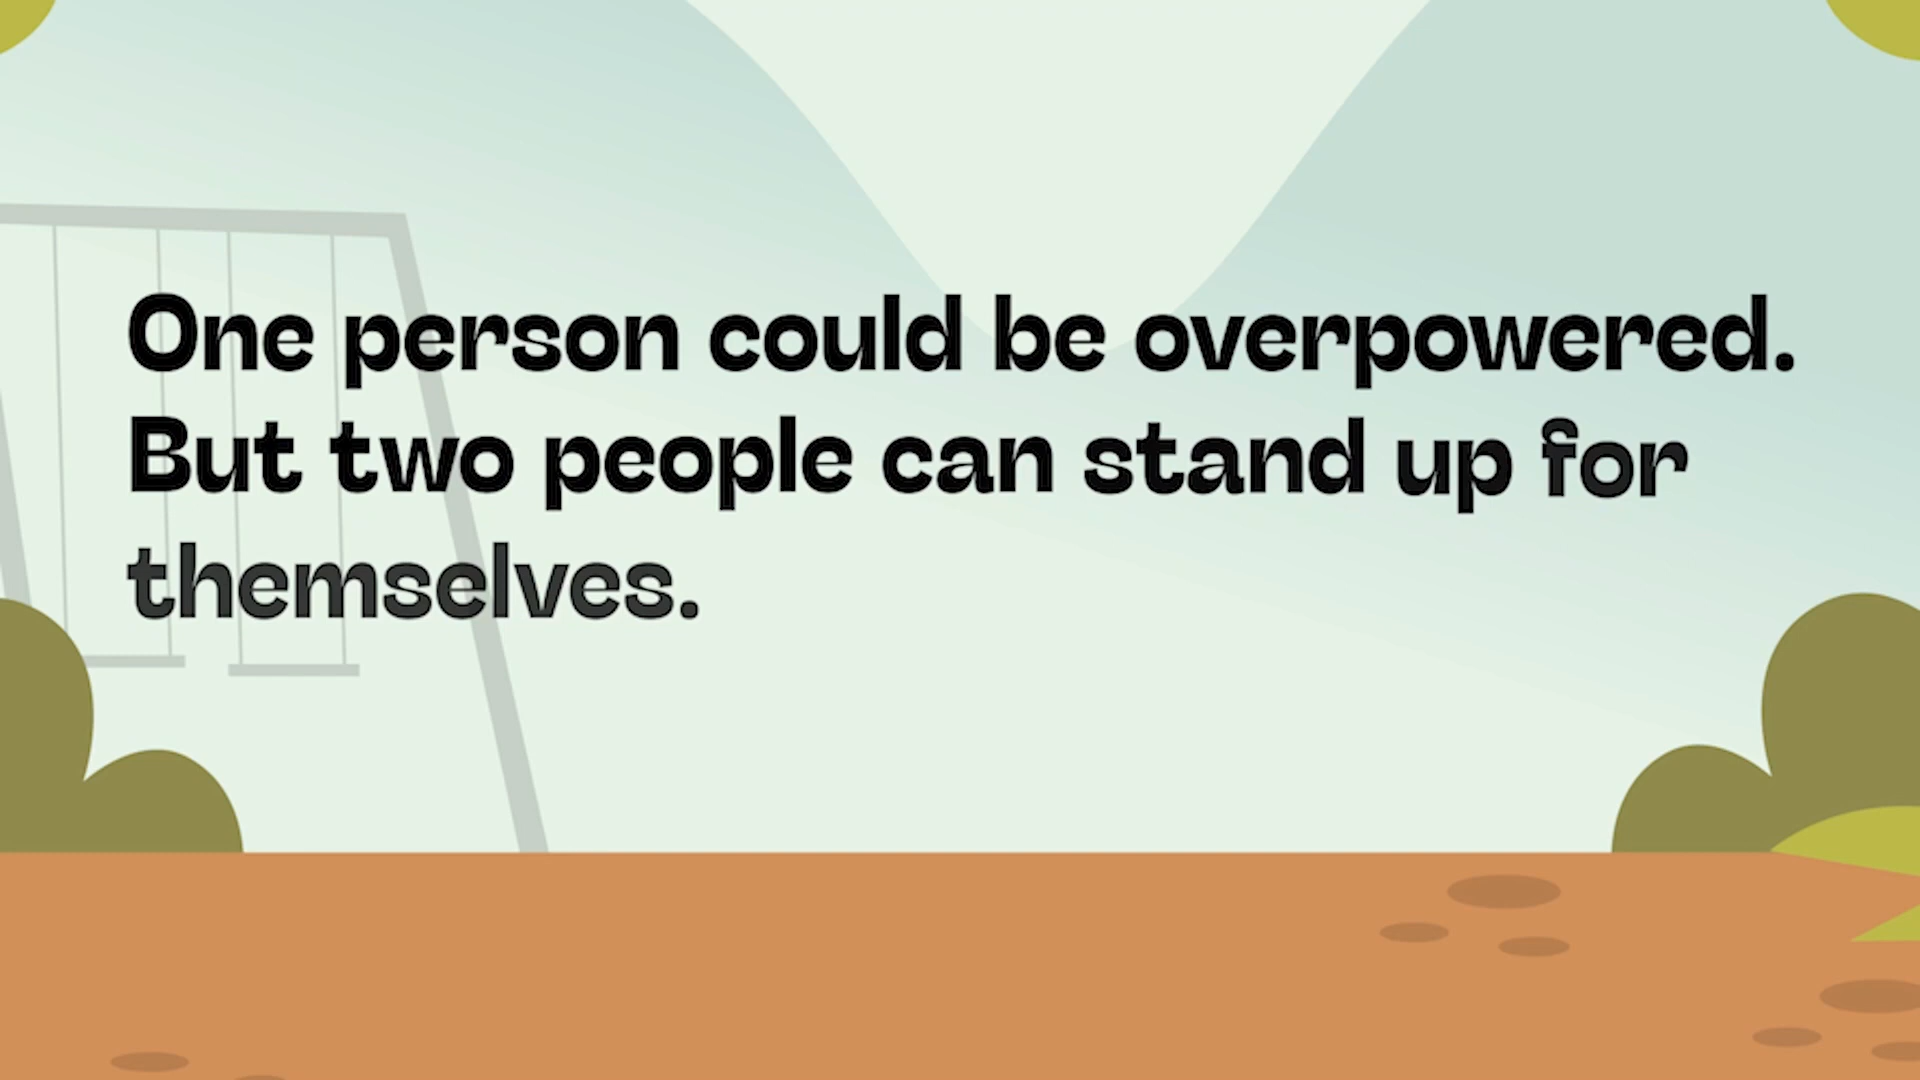 One person could be overpowered.
But two people can stand up for
themselves.